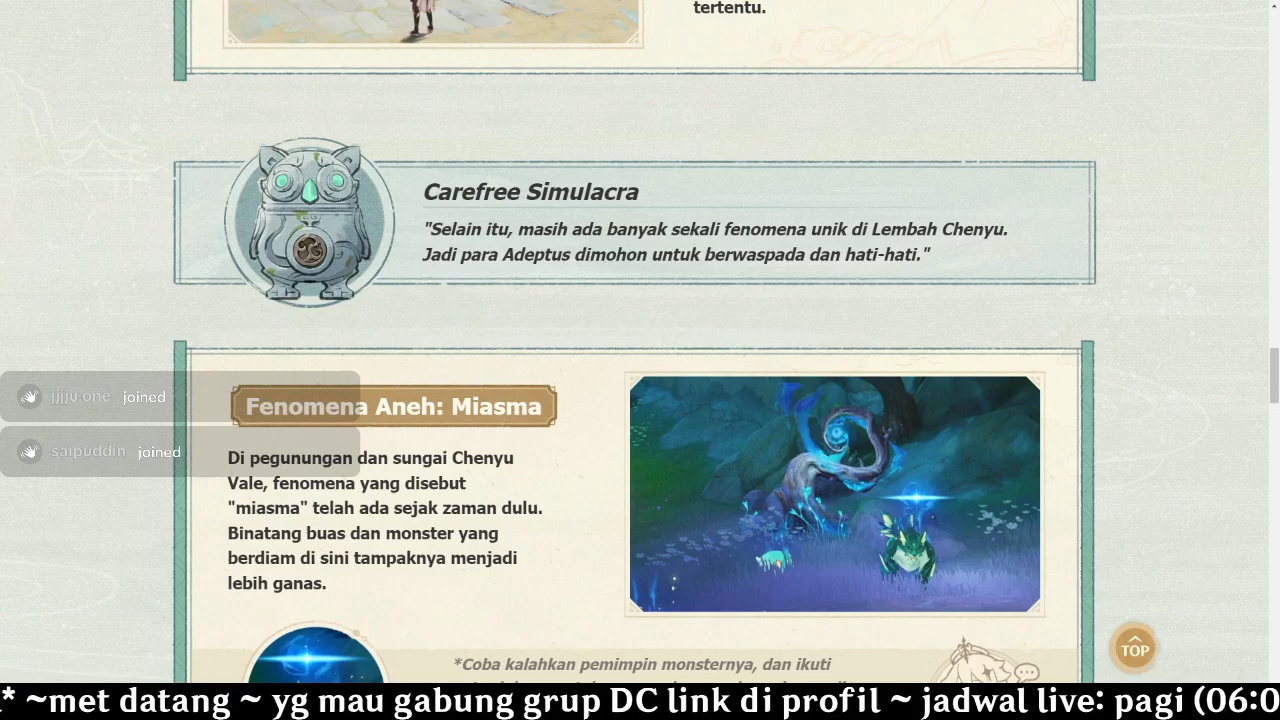 tertentu.
Carefree Simulacra
"Selain itu, masih ada banyak sekali fenomena unik di Lembah Chenyu.
Jadi para Adeptus dimohon untuk berwaspada dan hati-hati."
jjjju.one joined
saipuddin joined
Fenomena Aneh: Miasma
Di pegunungan dan sungai Chenyu
Vale, fenomena yang disebut
"miasma" telah ada sejak zaman dulu.
Binatang buas dan monster yang
berdiam di sini tampaknya menjadi
lebih ganas.
*Coba kalahkan pemimpin monsternya, dan ikuti
TOP
* ~met datang ~ yg mau gabung grup DC link di profil ~ jadwal live: pagi (06:0